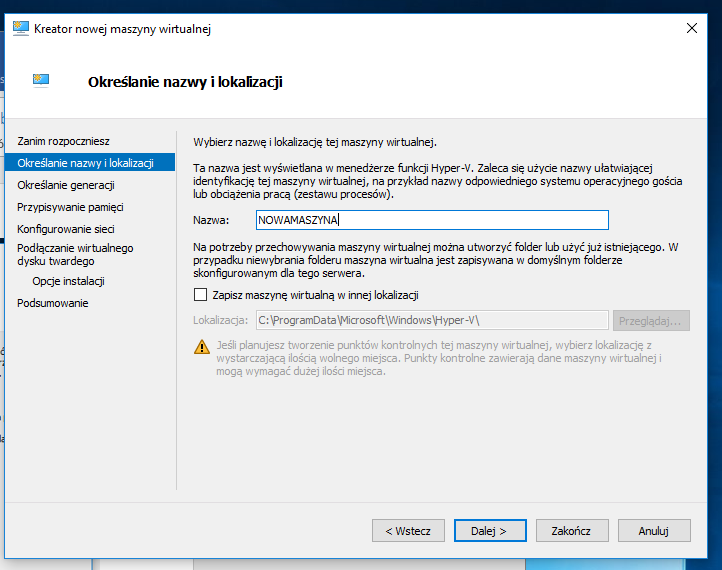 Kreator nowej maszyny wirtualnej
Określanie nazwy i lokalizacji
Zanim rozpoczniesz
Określanie nazwy i lokalizacji
Określanie generacji
Przypisywanie pamięci
Konfigurowanie sieci
Podłączanie wirtualnego
dysku twardego
Opcje instalacji
Podsumowanie
Wybierz nazwę i lokalizację tej maszyny wirtualnej.
Ta nazwa jest wyświetlana w menedżerze funkcji Hyper-V. Zaleca się użycie nazwy ułatwiającej
identyfikację tej maszyny wirtualnej, na przykład nazwy odpowiedniego systemu operacyjnego gościa
lub obciążenia pracą (zestawu procesów).
Nazwa: NOWAMASZYNA
Na potrzeby przechowywania maszyny wirtualnej można utworzyć folder lub użyć już istniejącego. W
przypadku niewybrania folderu maszyna wirtualna jest zapisywana w domyślnym folderze
skonfigurowanym dla tego serwera.
Zapisz maszynę wirtualną w innej lokalizacji
Lokalizacja: C:\ProgramData\Microsoft\Windows\Hyper-V\ Przeglądaj...
Jeśli planujesz tworzenie punktów kontrolnych tej maszyny wirtualnej, wybierz lokalizację z
wystarczającą ilością wolnego miejsca. Punkty kontrolne zawierają dane maszyny wirtualnej i
mogą wymagać dużej ilości miejsca.
< Wstecz Dalej > Zakończ Anuluj